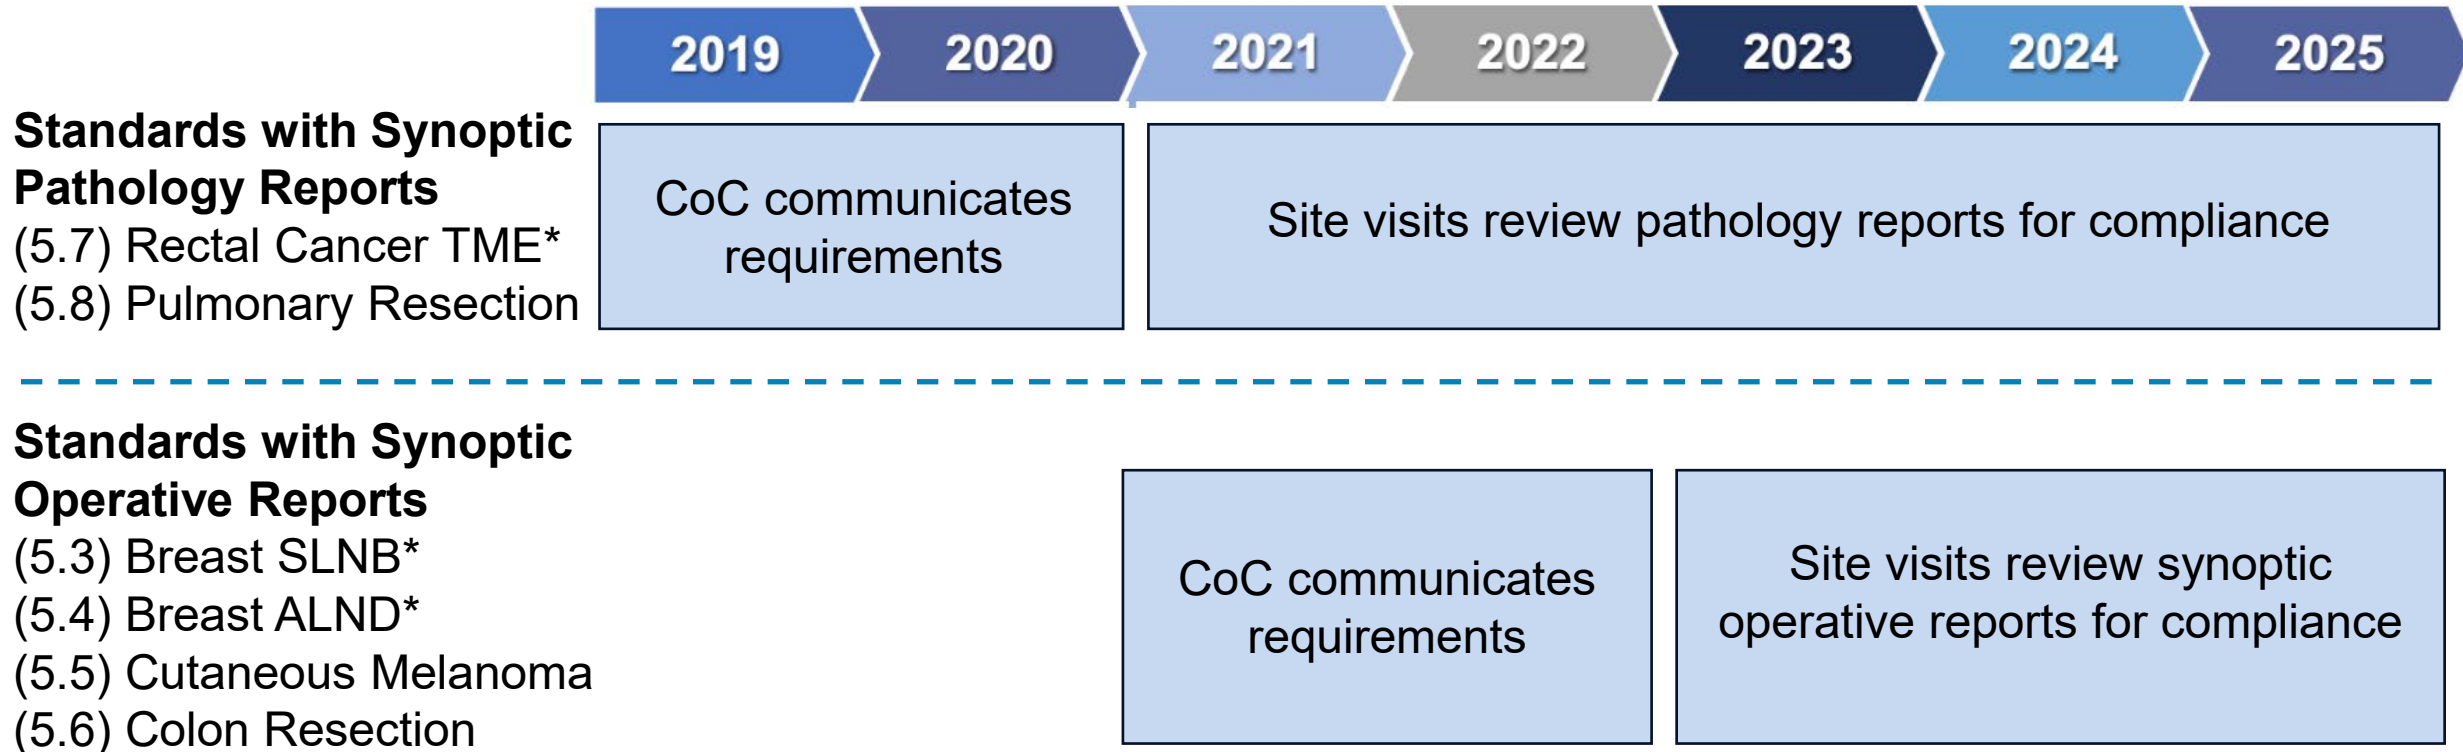 2019 2020 2021 2022 2023 2024 2025
Standards with Synoptic
Pathology Reports
(5.7) Rectal Cancer TME*
(5.8) Pulmonary Resection
CoC communicates
requirements
Site visits review pathology reports for compliance
Standards with Synoptic
Operative Reports
(5.3) Breast SLNB*
(5.4) Breast ALND*
(5.5) Cutaneous Melanoma
(5.6) Colon Resection
CoC communicates
requirements
Site visits review synoptic
operative reports for compliance